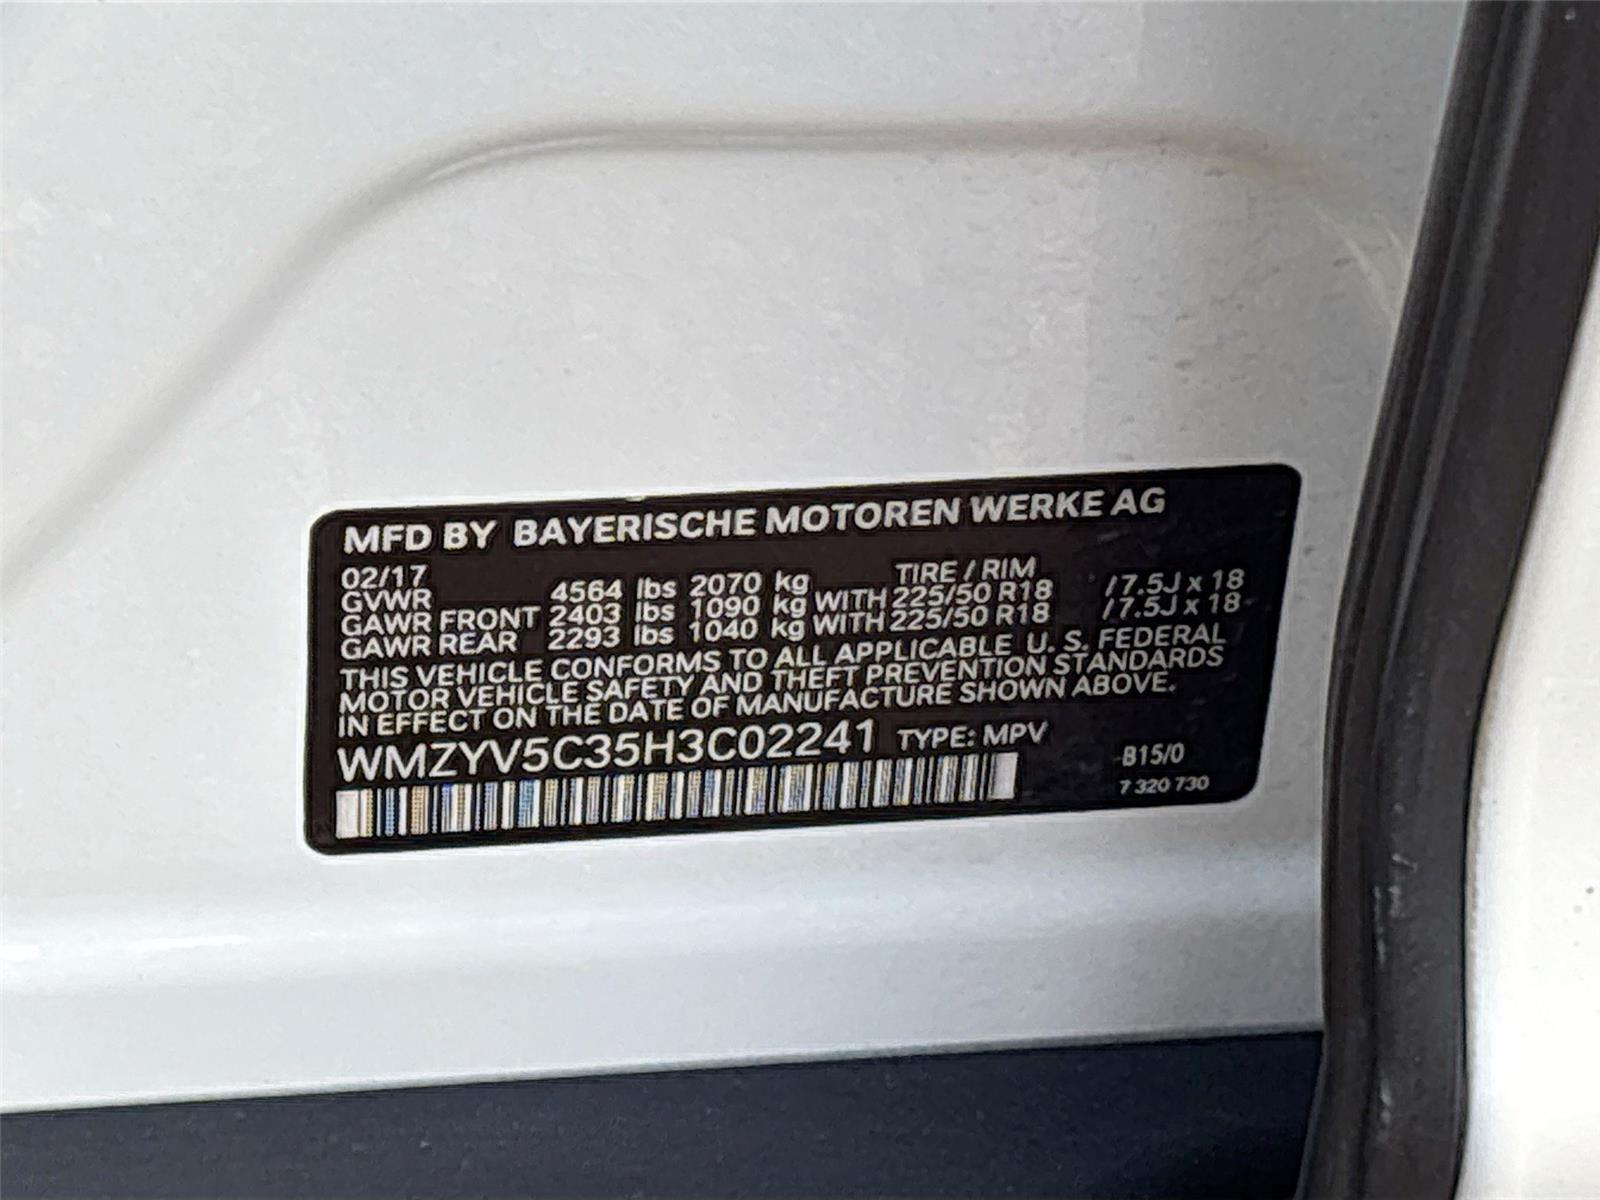 MFD BY BAYERISCHE MOTOREN WERKE AG
02/17 TIRE / RIM
GVWR 4564 lbs 2070 kg
GAWR FRONT 2403 lbs 1090 kg WITH 225/50 R18 / 7.5J x 18
GAWR REAR 2293 lbs 1040 kg WITH 225/50 R18 / 7.5J x 18
THIS VEHICLE CONFORMS TO ALL APPLICABLE U. S. FEDERAL
MOTOR VEHICLE SAFETY AND THEFT PREVENTION STANDARDS
IN EFFECT ON THE DATE OF MANUFACTURE SHOWN ABOVE.
WMZYV5C35H3C02241 TYPE: MPV
B15/0
7 320 730